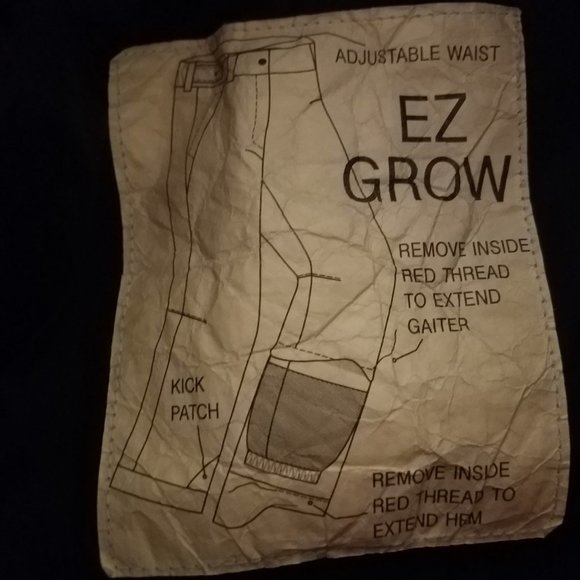 ADJUSTABLE WAIST
EZ
GROW
REMOVE INSIDE
RED THREAD
TO EXTEND
GAITER
KICK
PATCH
REMOVE INSIDE
RED THREAD TO
EXTEND HEM